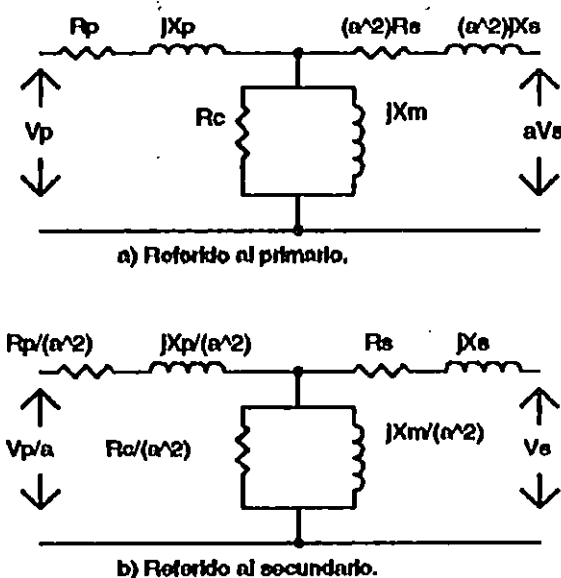 Rp jXp (a^2)Rs (a^2)jXs
Rc jXm
Vp aVs
a) Referido al primario.
Rp/(a^2) jXp/(a^2) Rs jXs
Vp/a Rc/(a^2) jXm/(a^2) Vs
b) Referido al secundario.